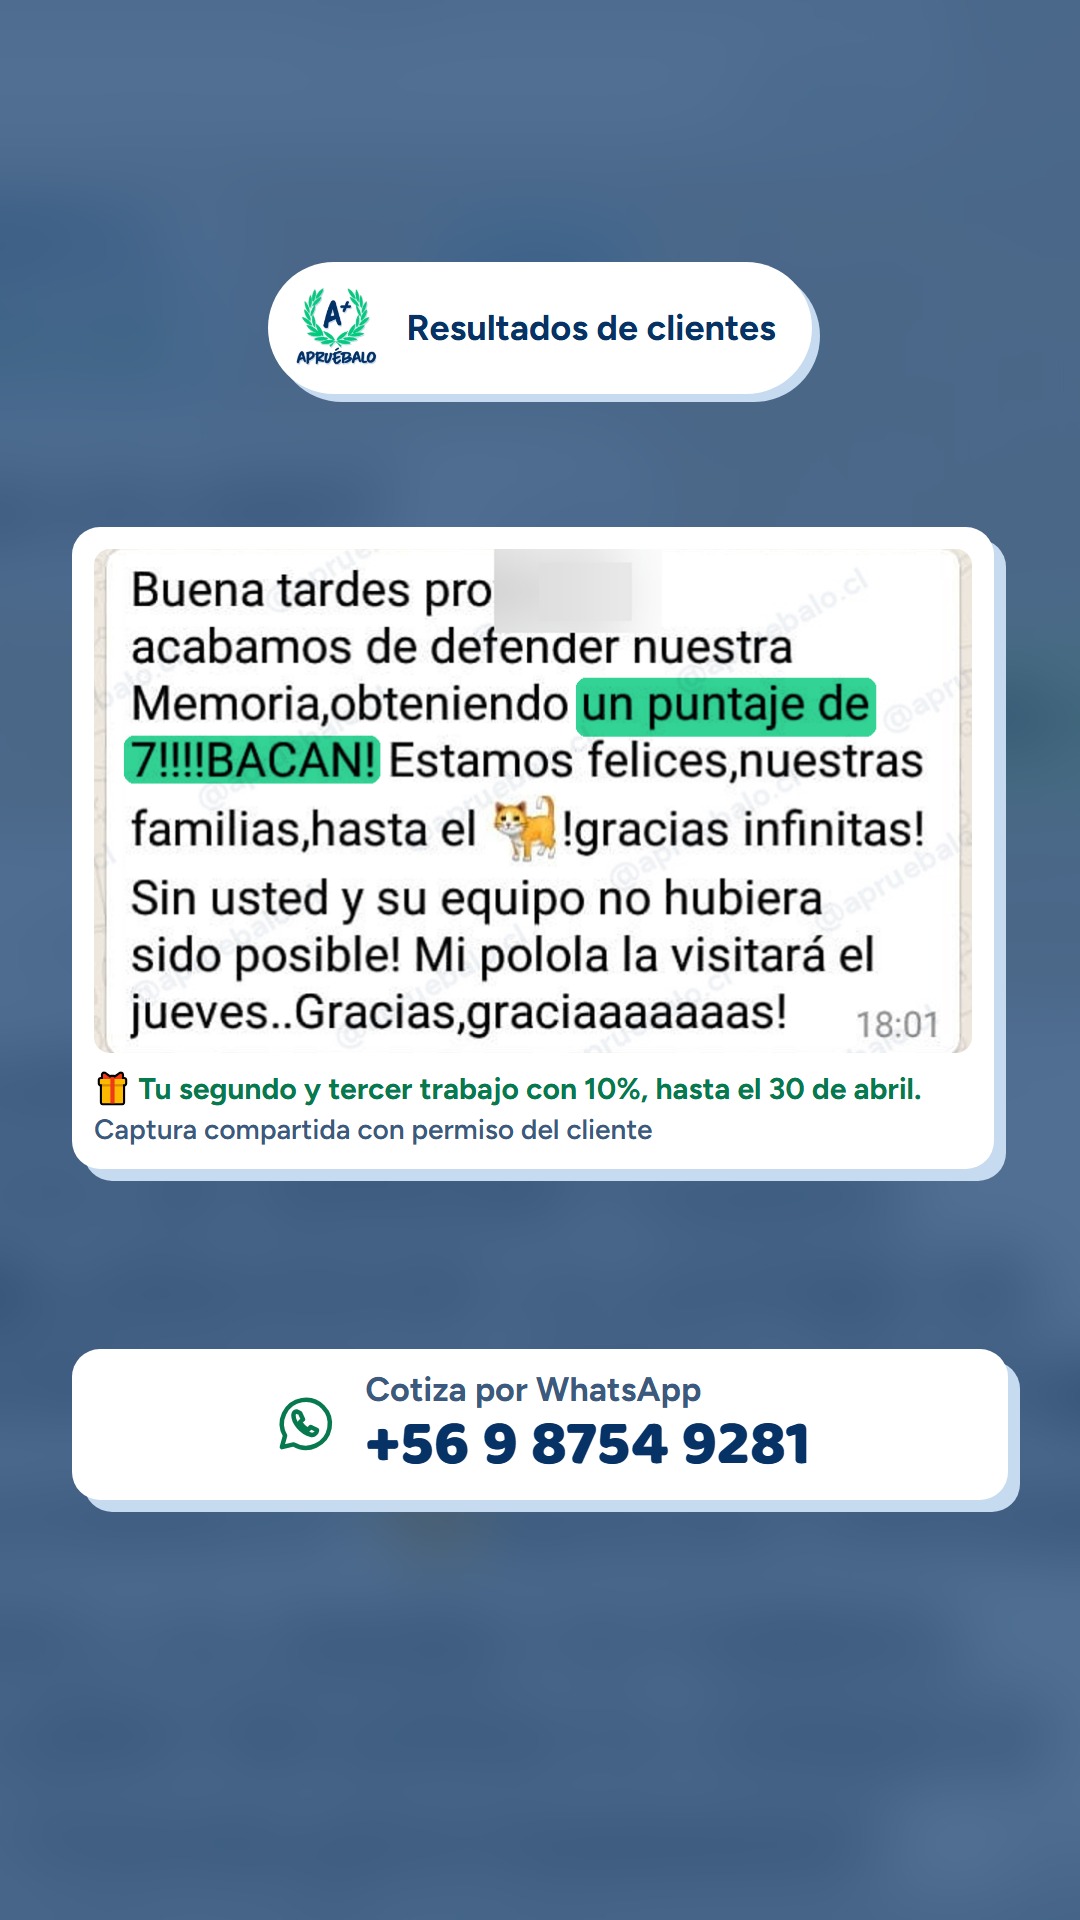 A+
APRUÉBALO
Resultados de clientes
Buena tardes pro
acabamos de defender nuestra
Memoria,obteniendo un puntaje de
7!!!!BACAN! Estamos felices,nuestras
familias,hasta el 🐈!gracias infinitas!
Sin usted y su equipo no hubiera
sido posible! Mi polola la visitará el
jueves..Gracias,graciaaaaaaas!
18:01
@apruebalo.cl
🎁 Tu segundo y tercer trabajo con 10%, hasta el 30 de abril.
Captura compartida con permiso del cliente
Cotiza por WhatsApp
+56 9 8754 9281